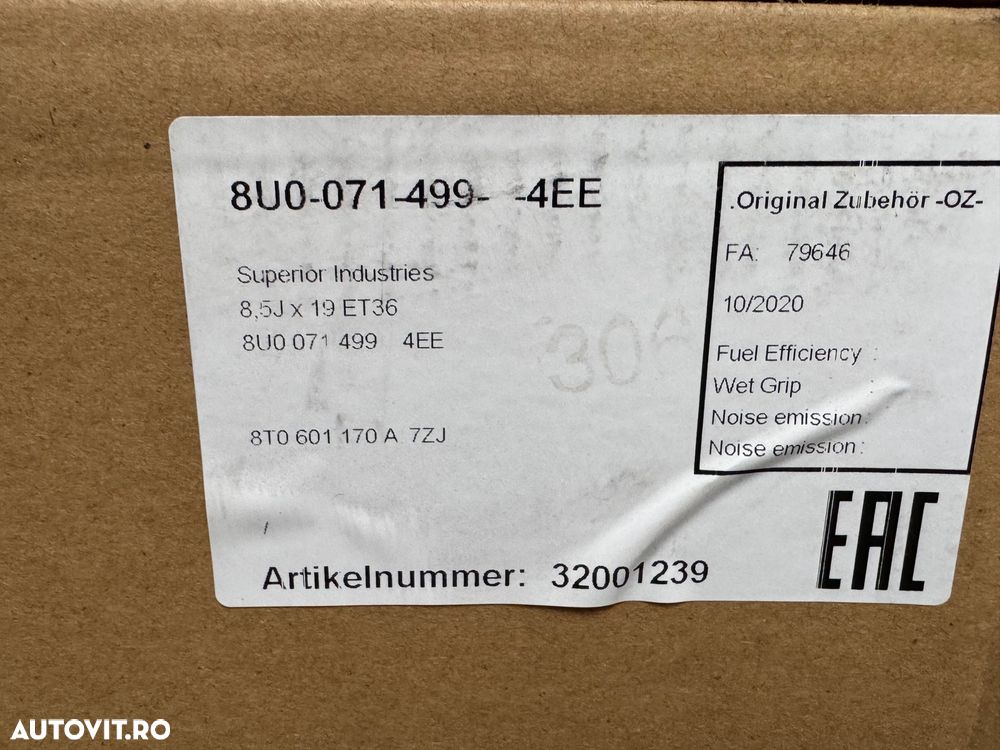 8U0-071-499- -4EE
Superior Industries
8,5J x 19 ET36
8U0 071 499 4EE
8T0 601 170 A 7ZJ
.Original Zubehör -OZ-
FA: 79646
10/2020
Fuel Efficiency :
Wet Grip :
Noise emission:
Noise emission:
Artikelnummer: 32001239
EAC
AUTOVIT.RO